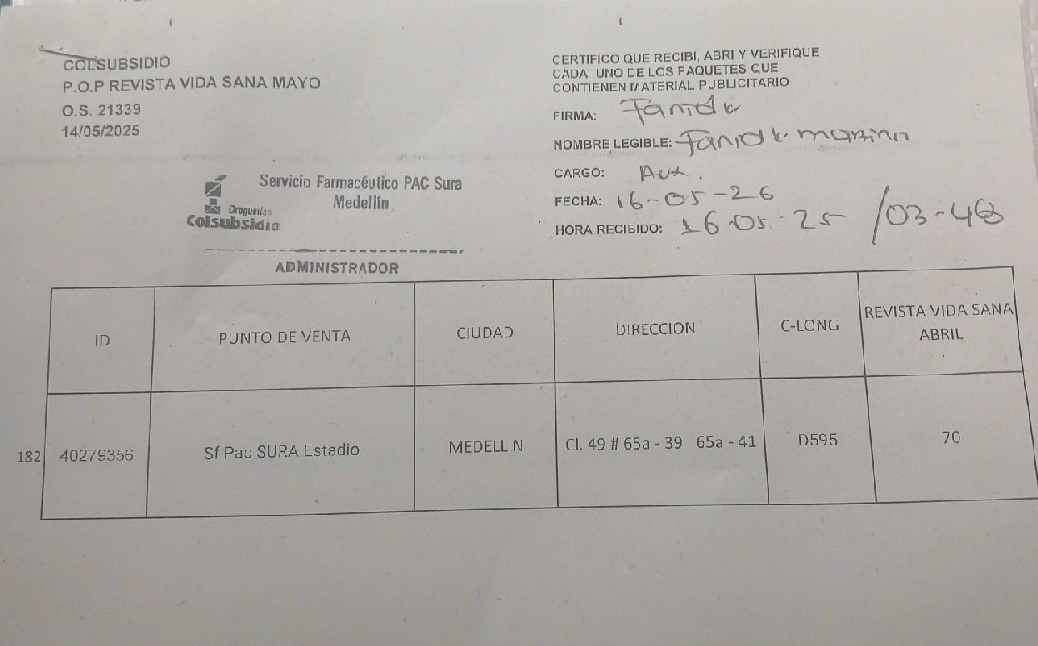 COLSUBSIDIO
P.O.P REVISTA VIDA SANA MAYO
O.S. 21339
14/05/2025
CERTIFICO QUE RECIBI, ABRI Y VERIFIQUE
CADA UNO DE LOS PAQUETES QUE
CONTIENEN MATERIAL PUBLICITARIO
FIRMA:
NOMBRE LEGIBLE:
CARGO: Aux.
FECHA: 16-05-26
HORA RECIBIDO: 16-05-25 /03-48
Servicio Farmacéutico PAC Sura
Medellín
Droguerías
Colsubsidio
ADMINISTRADOR
ID PUNTO DE VENTA CIUDAD DIRECCION C-LONG REVISTA VIDA SANA
ABRIL
182 40279356 Sf Pac SURA Estadio MEDELLIN Cl. 49 # 65a - 39 65a - 41 D595 70